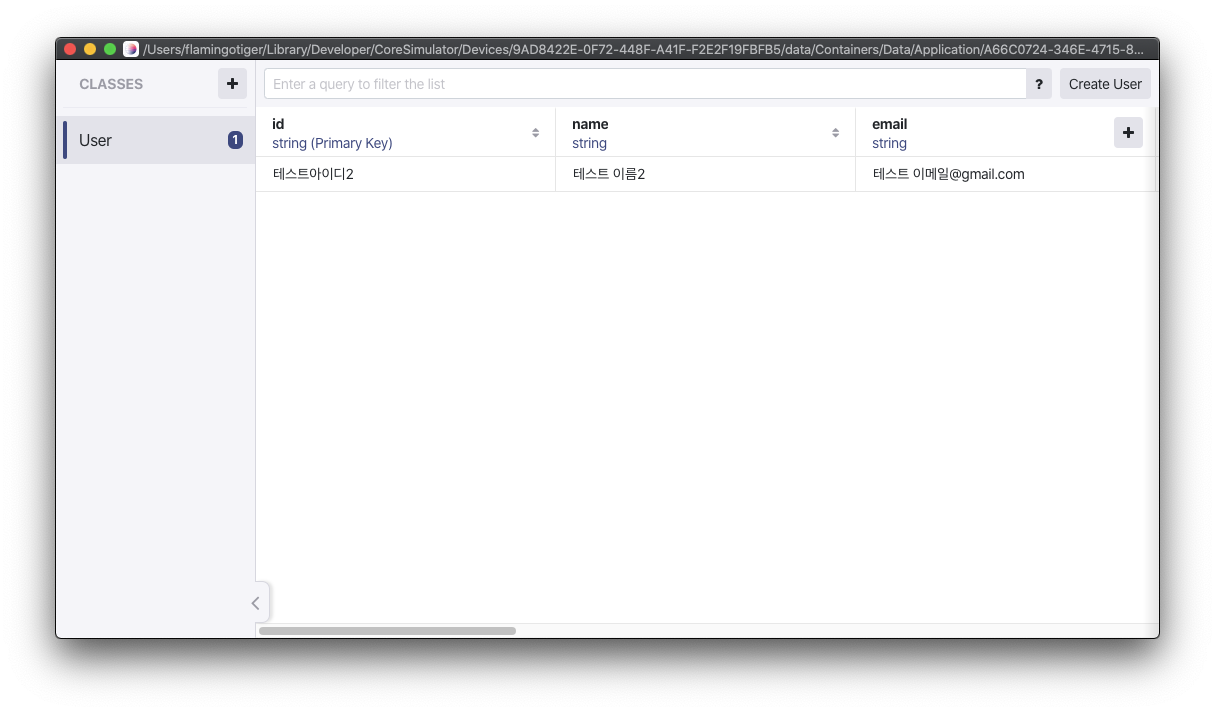 /Users/flamingotiger/Library/Developer/CoreSimulator/Devices/9AD8422E-0F72-448F-A41F-F2E2F19FBFB5/data/Containers/Data/Application/A66C0724-346E-4715-8...
CLASSES
Enter a query to filter the list
?
Create User
User
1
id
name
email
string (Primary Key)
string
string
테스트아이디2
테스트 이름2
테스트 이메일@gmail.com